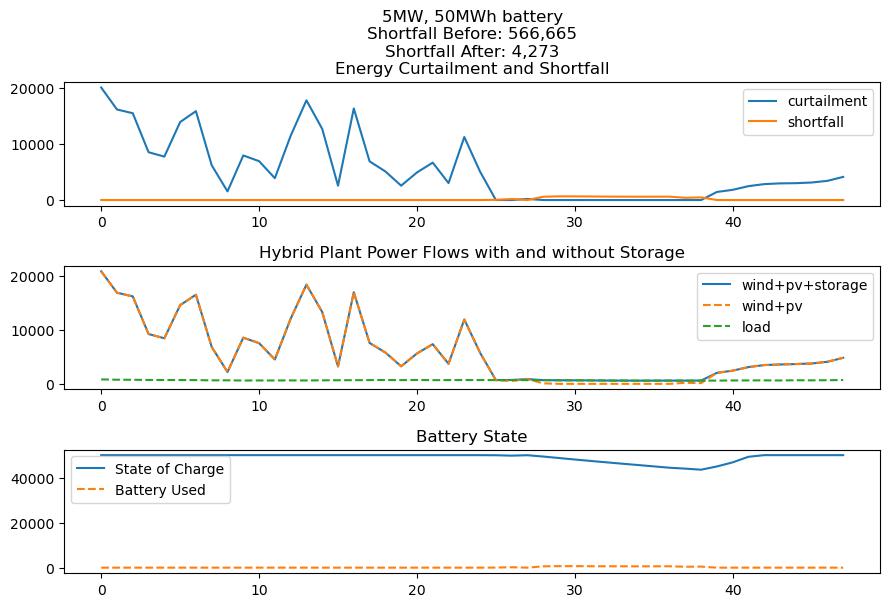 5MW, 50MWh battery
Shortfall Before: 566,665
Shortfall After: 4,273
Energy Curtailment and Shortfall
20000
10000
0
curtailment
shortfall
0 10 20 30 40
Hybrid Plant Power Flows with and without Storage
20000
10000
0
wind+pv+storage
wind+pv
load
0 10 20 30 40
Battery State
40000
20000
0
State of Charge
Battery Used
0 10 20 30 40